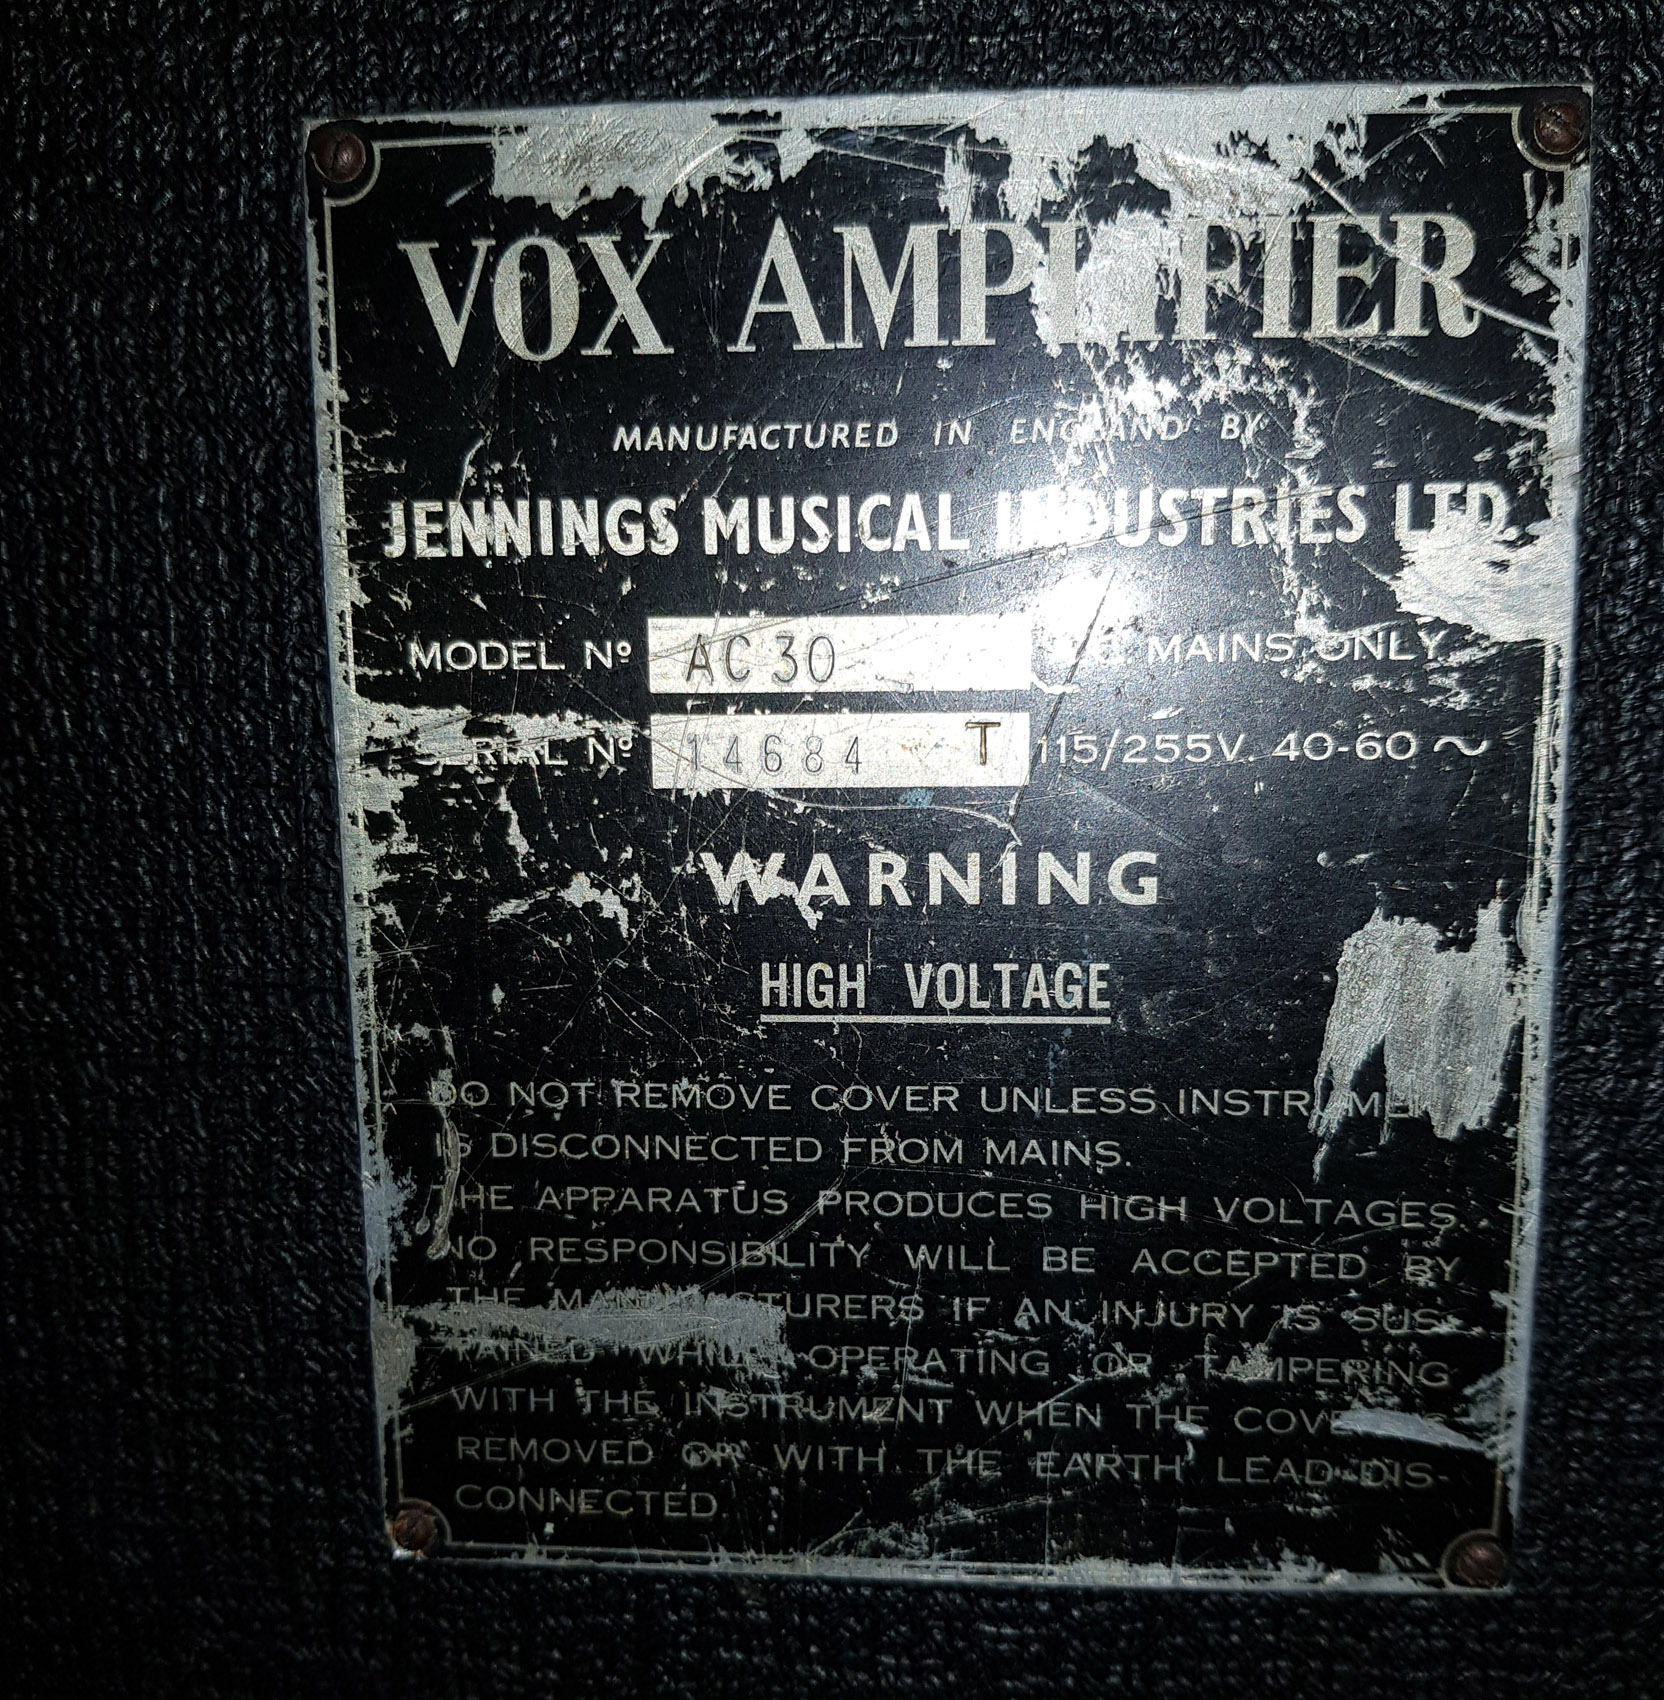 VOX AMPLIFIER
MANUFACTURED IN ENGLAND BY
JENNINGS MUSICAL INDUSTRIES LTD
MODEL Nº AC30 MAINS ONLY
SERIAL Nº 14684 T 115/255V. 40-60 ~
WARNING
HIGH VOLTAGE
DO NOT REMOVE COVER UNLESS INSTRUMENT
IS DISCONNECTED FROM MAINS.
THE APPARATUS PRODUCES HIGH VOLTAGES.
NO RESPONSIBILITY WILL BE ACCEPTED BY
THE MANUFACTURERS IF AN INJURY IS SUS-
TAINED WHILE OPERATING OR TAMPERING
WITH THE INSTRUMENT WHEN THE COVER IS
REMOVED OR WITH THE EARTH LEAD DIS-
CONNECTED.